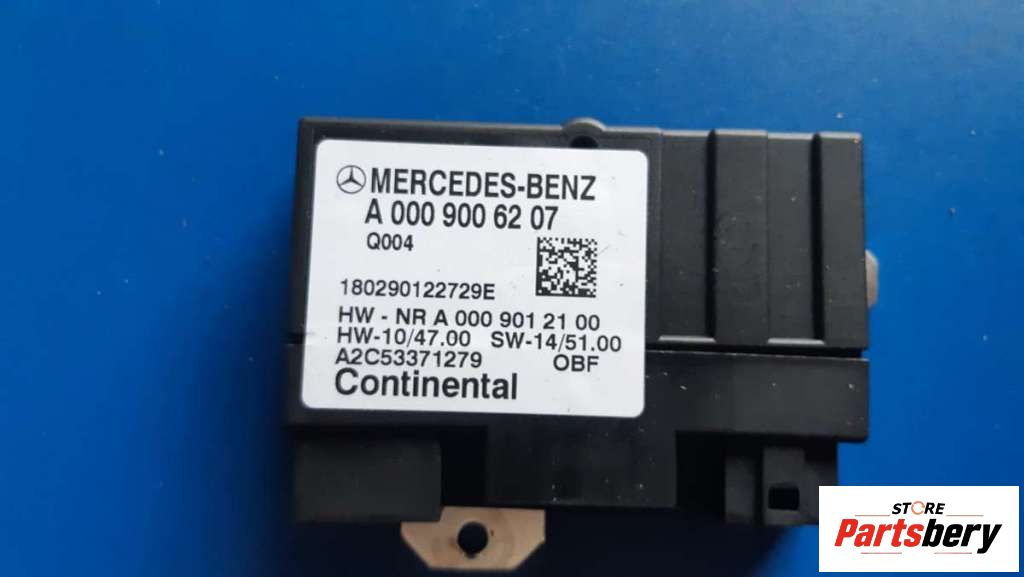 MERCEDES-BENZ
A 000 900 62 07
Q004
180290122729E
HW - NR A 000 901 21 00
HW-10/47.00 SW-14/51.00
A2C53371279 OBF
Continental
STORE
Partsbery